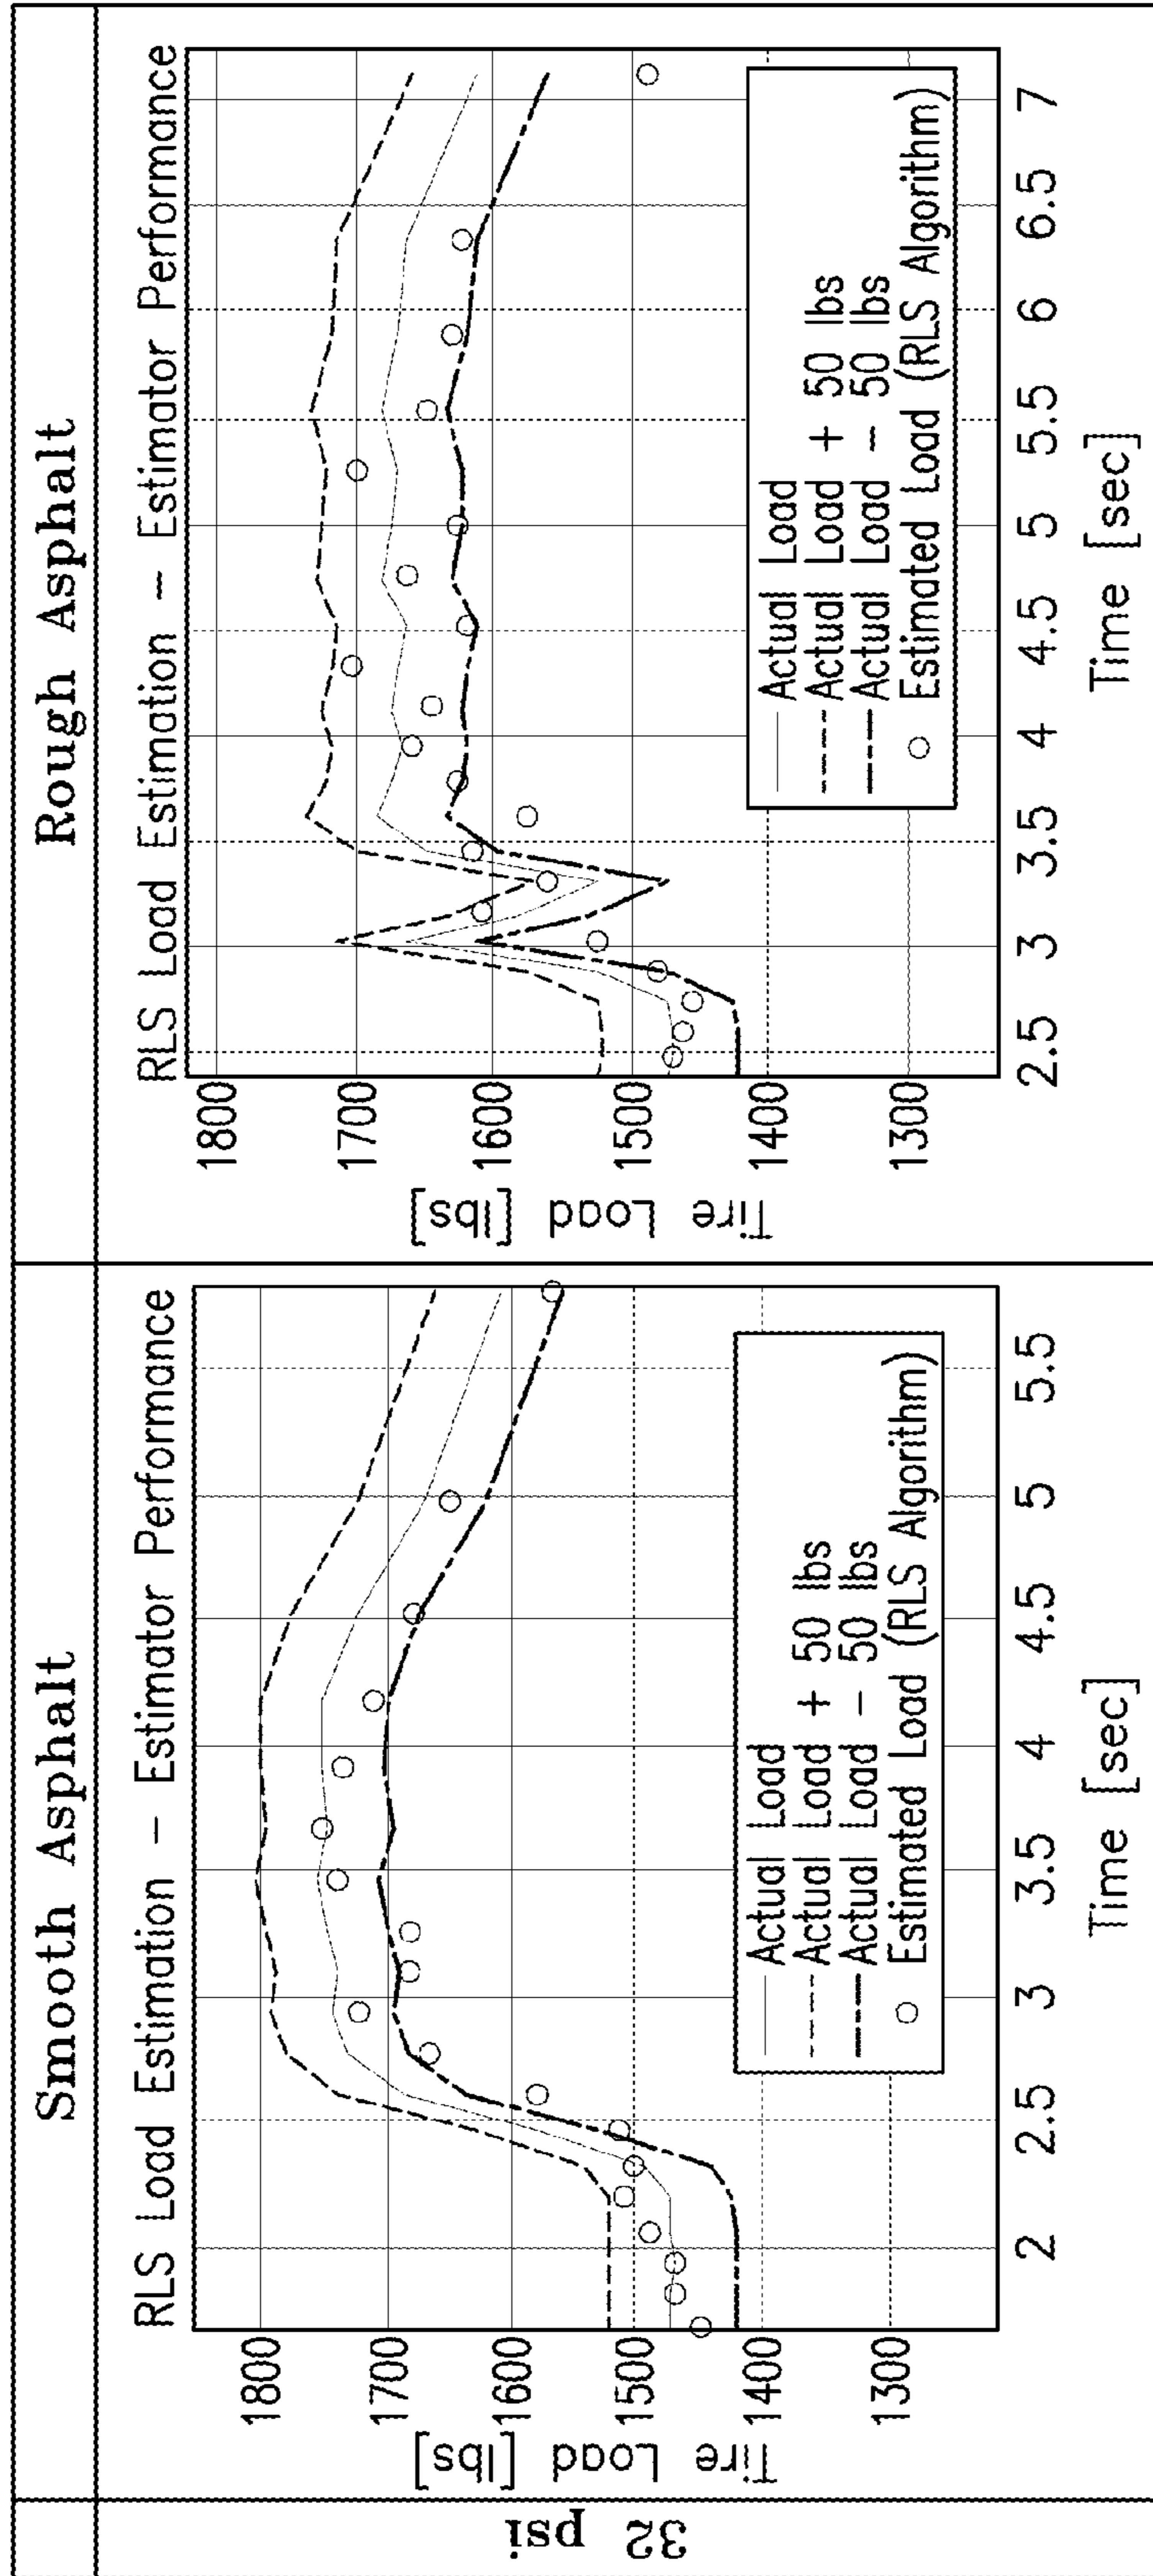 Smooth Asphalt
Rough Asphalt
32 psi
RLS Load Estimation – Estimator Performance
Tire Load [lbs]
1800
1700
1600
1500
1400
1300
Actual Load
Actual Load + 50 lbs
Actual Load – 50 lbs
Estimated Load (RLS Algorithm)
2 2.5 3 3.5 4 4.5 5 5.5
Time [sec]
RLS Load Estimation – Estimator Performance
Tire Load [lbs]
1800
1700
1600
1500
1400
1300
Actual Load
Actual Load + 50 lbs
Actual Load – 50 lbs
Estimated Load (RLS Algorithm)
2.5 3 3.5 4 4.5 5 5.5 6 6.5 7
Time [sec]